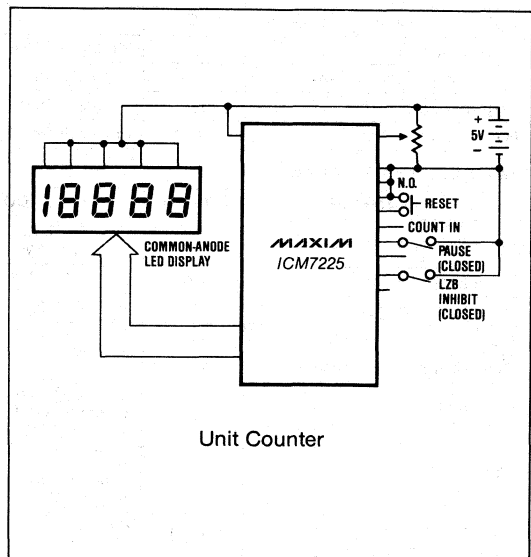 18888
COMMON-ANODE
LED DISPLAY
MAXIM
ICM7225
+
5V
−
N.O.
RESET
COUNT IN
PAUSE
(CLOSED)
LZB
INHIBIT
(CLOSED)
Unit Counter